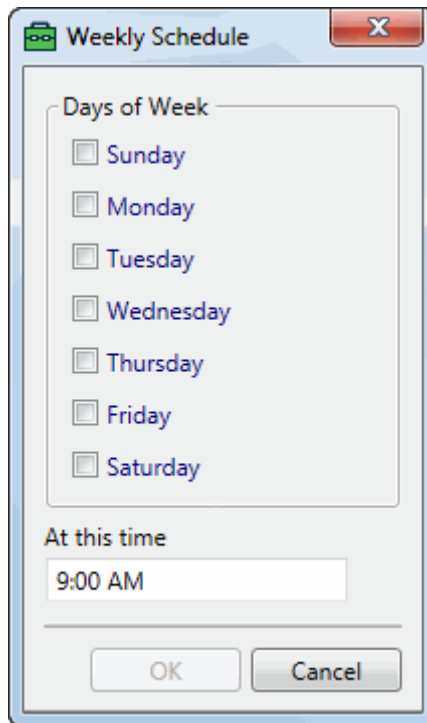 Weekly Schedule
Days of Week
Sunday
Monday
Tuesday
Wednesday
Thursday
Friday
Saturday
At this time
9:00 AM
OK Cancel